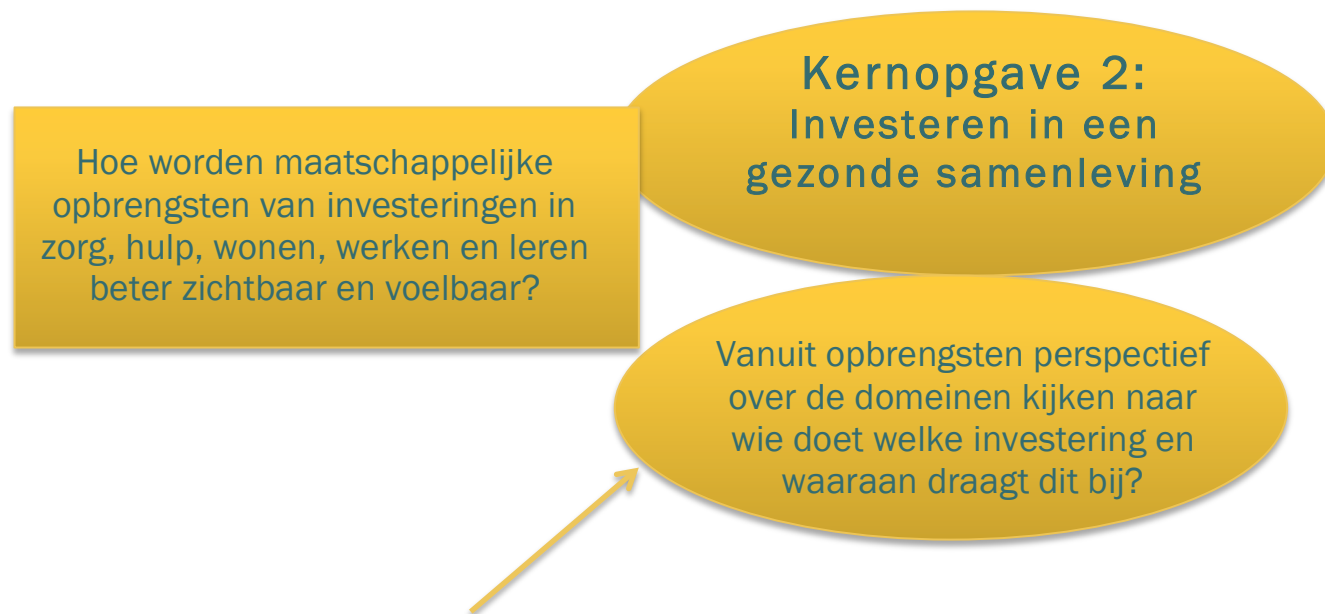 Kernopgave 2:
Investeren in een
gezonde samenleving
Hoe worden maatschappelijke
opbrengsten van investeringen in
zorg, hulp, wonen, werken en leren
beter zichtbaar en voelbaar?
Vanuit opbrengsten perspectief
over de domeinen kijken naar
wie doet welke investering en
waaraan draagt dit bij?